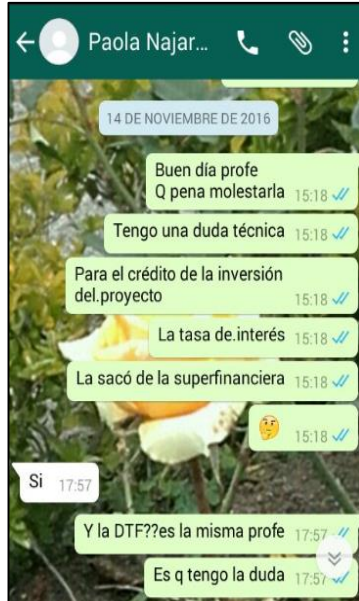 Paola Najar...
14 DE NOVIEMBRE DE 2016
Buen día profe
Q pena molestarla 15:18
Tengo una duda técnica 15:18
Para el crédito de la inversión
del.proyecto 15:18
La tasa de.interés 15:18
La sacó de la superfinanciera 15:18
🤔 15:18
Si 17:57
Y la DTF??es la misma profe 17:57
Es q tengo la duda 17:57